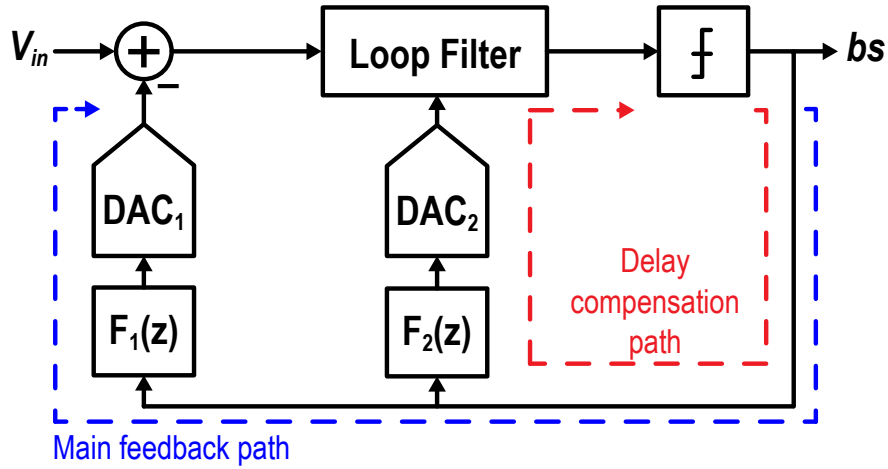 V_in
+
−
Loop Filter
bs
DAC₁
DAC₂
F₁(z)
F₂(z)
Delay
compensation
path
Main feedback path